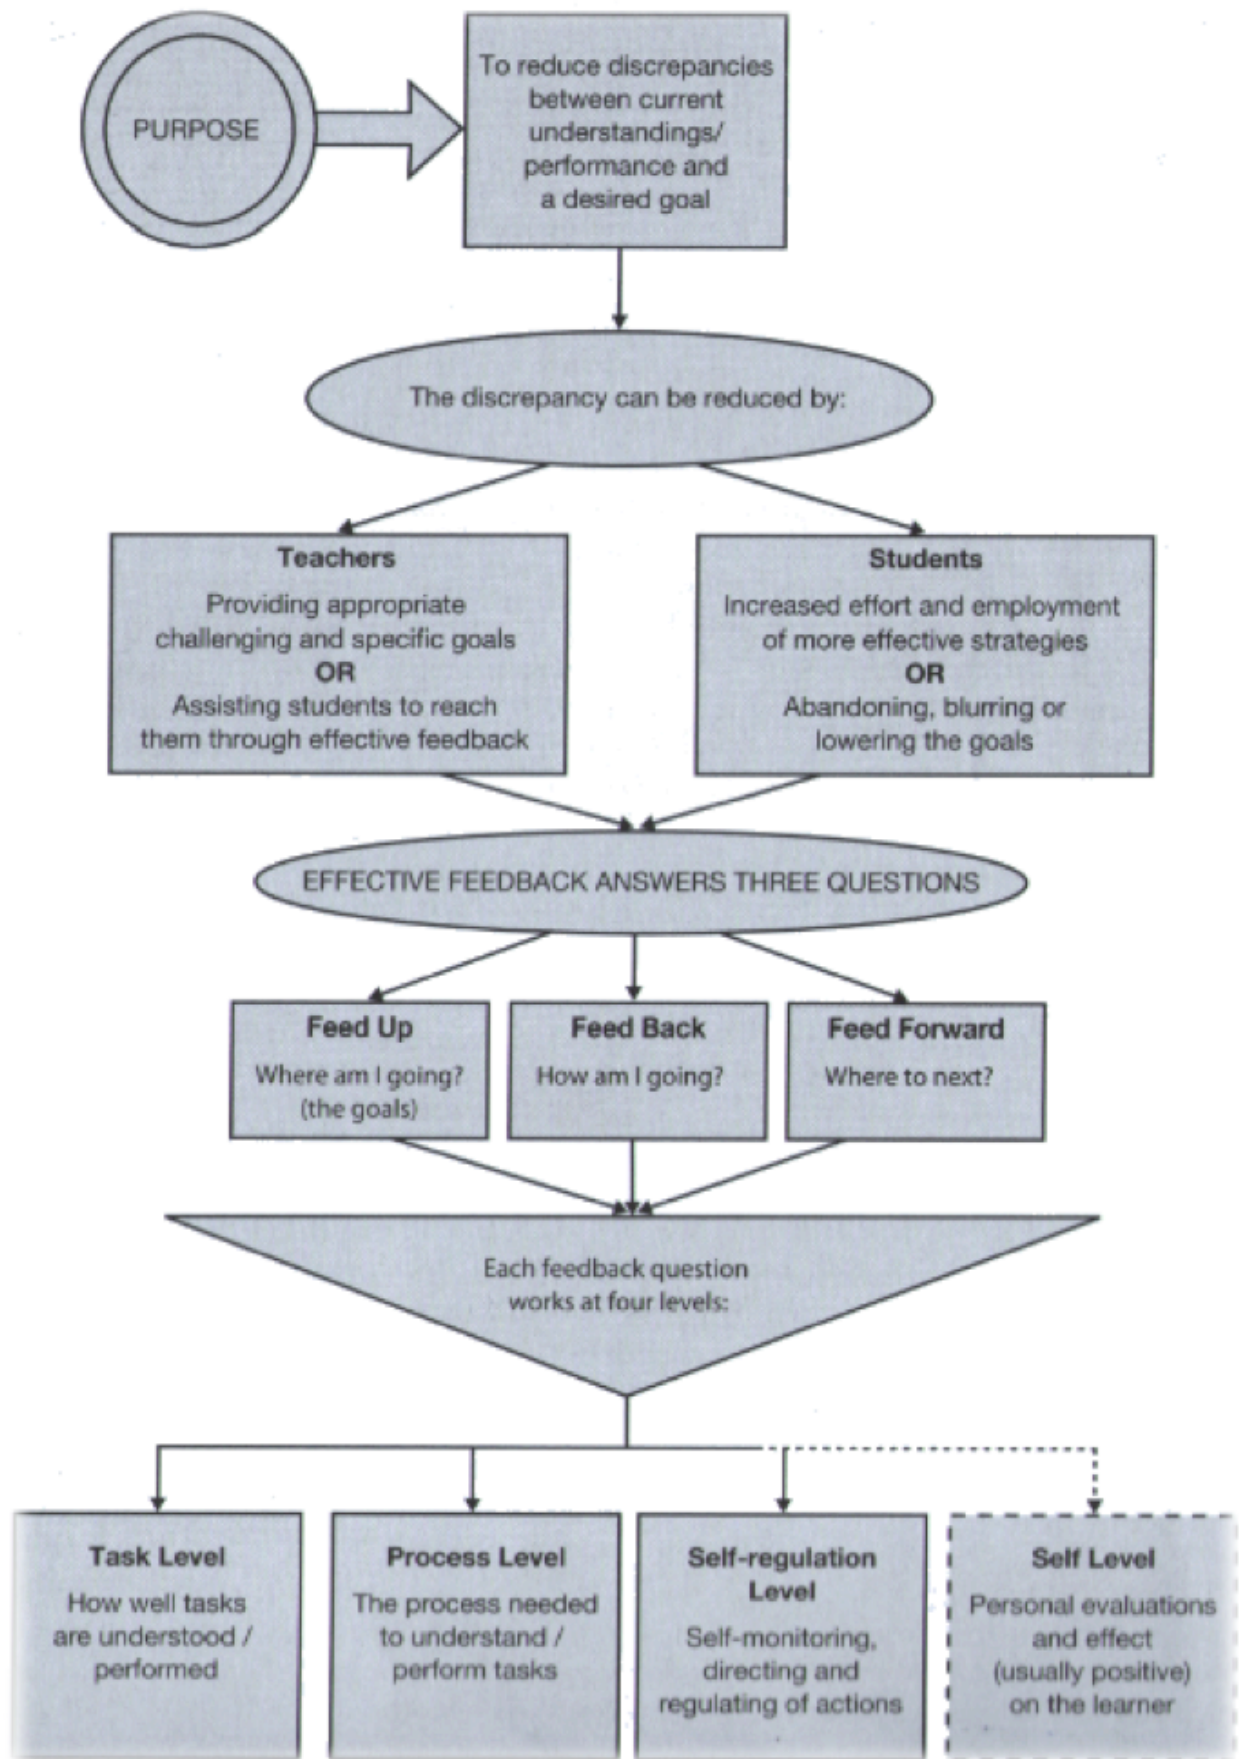 PURPOSE
To reduce discrepancies
between current
understandings/
performance and
a desired goal
The discrepancy can be reduced by:
Teachers
Providing appropriate
challenging and specific goals
OR
Assisting students to reach
them through effective feedback
Students
Increased effort and employment
of more effective strategies
OR
Abandoning, blurring or
lowering the goals
EFFECTIVE FEEDBACK ANSWERS THREE QUESTIONS
Feed Up
Where am I going?
(the goals)
Feed Back
How am I going?
Feed Forward
Where to next?
Each feedback question
works at four levels:
Task Level
How well tasks
are understood /
performed
Process Level
The process needed
to understand /
perform tasks
Self-regulation
Level
Self-monitoring,
directing and
regulating of actions
Self Level
Personal evaluations
and effect
(usually positive)
on the learner